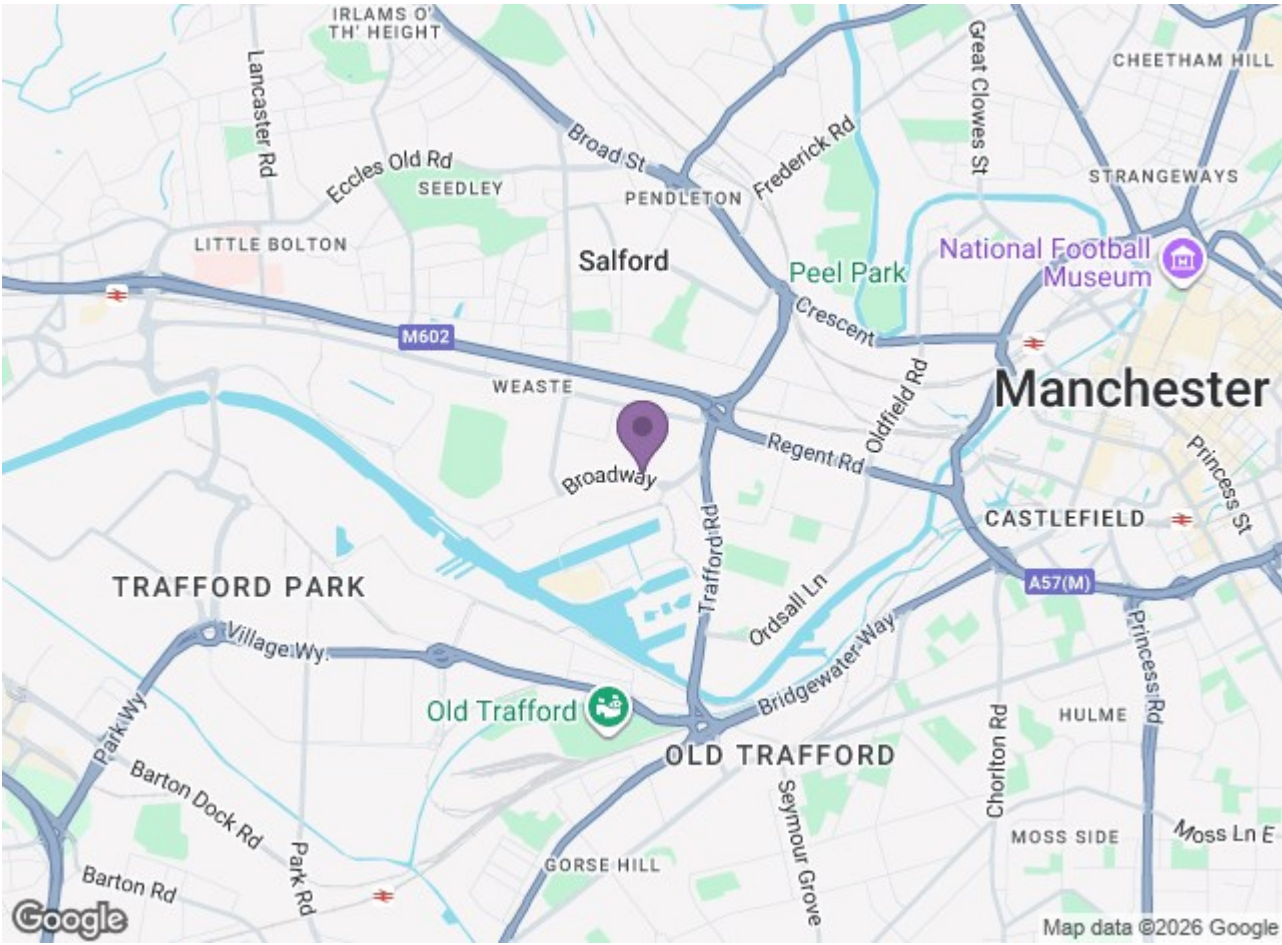 IRLAMS O'
TH' HEIGHT
CHEETHAM HILL
Lancaster Rd
Great Clowes St
Broad St
Frederick Rd
Eccles Old Rd
SEEDLEY
PENDLETON
STRANGEWAYS
LITTLE BOLTON
Salford
Peel Park
National Football
Museum
Crescent
M602
WEASTE
Manchester
Oldfield Rd
Regent Rd
Princess St
Broadway
CASTLEFIELD
Trafford Rd
TRAFFORD PARK
A57(M)
Ordsall Ln
Village Wy.
Bridgewater Way
Princess Rd
Park Wy
Old Trafford
OLD TRAFFORD
Chorlton Rd
HULME
Barton Dock Rd
Seymour Grove
MOSS SIDE
Moss Ln E
GORSE HILL
Park Rd
Barton Rd
Google
Map data ©2026 Google